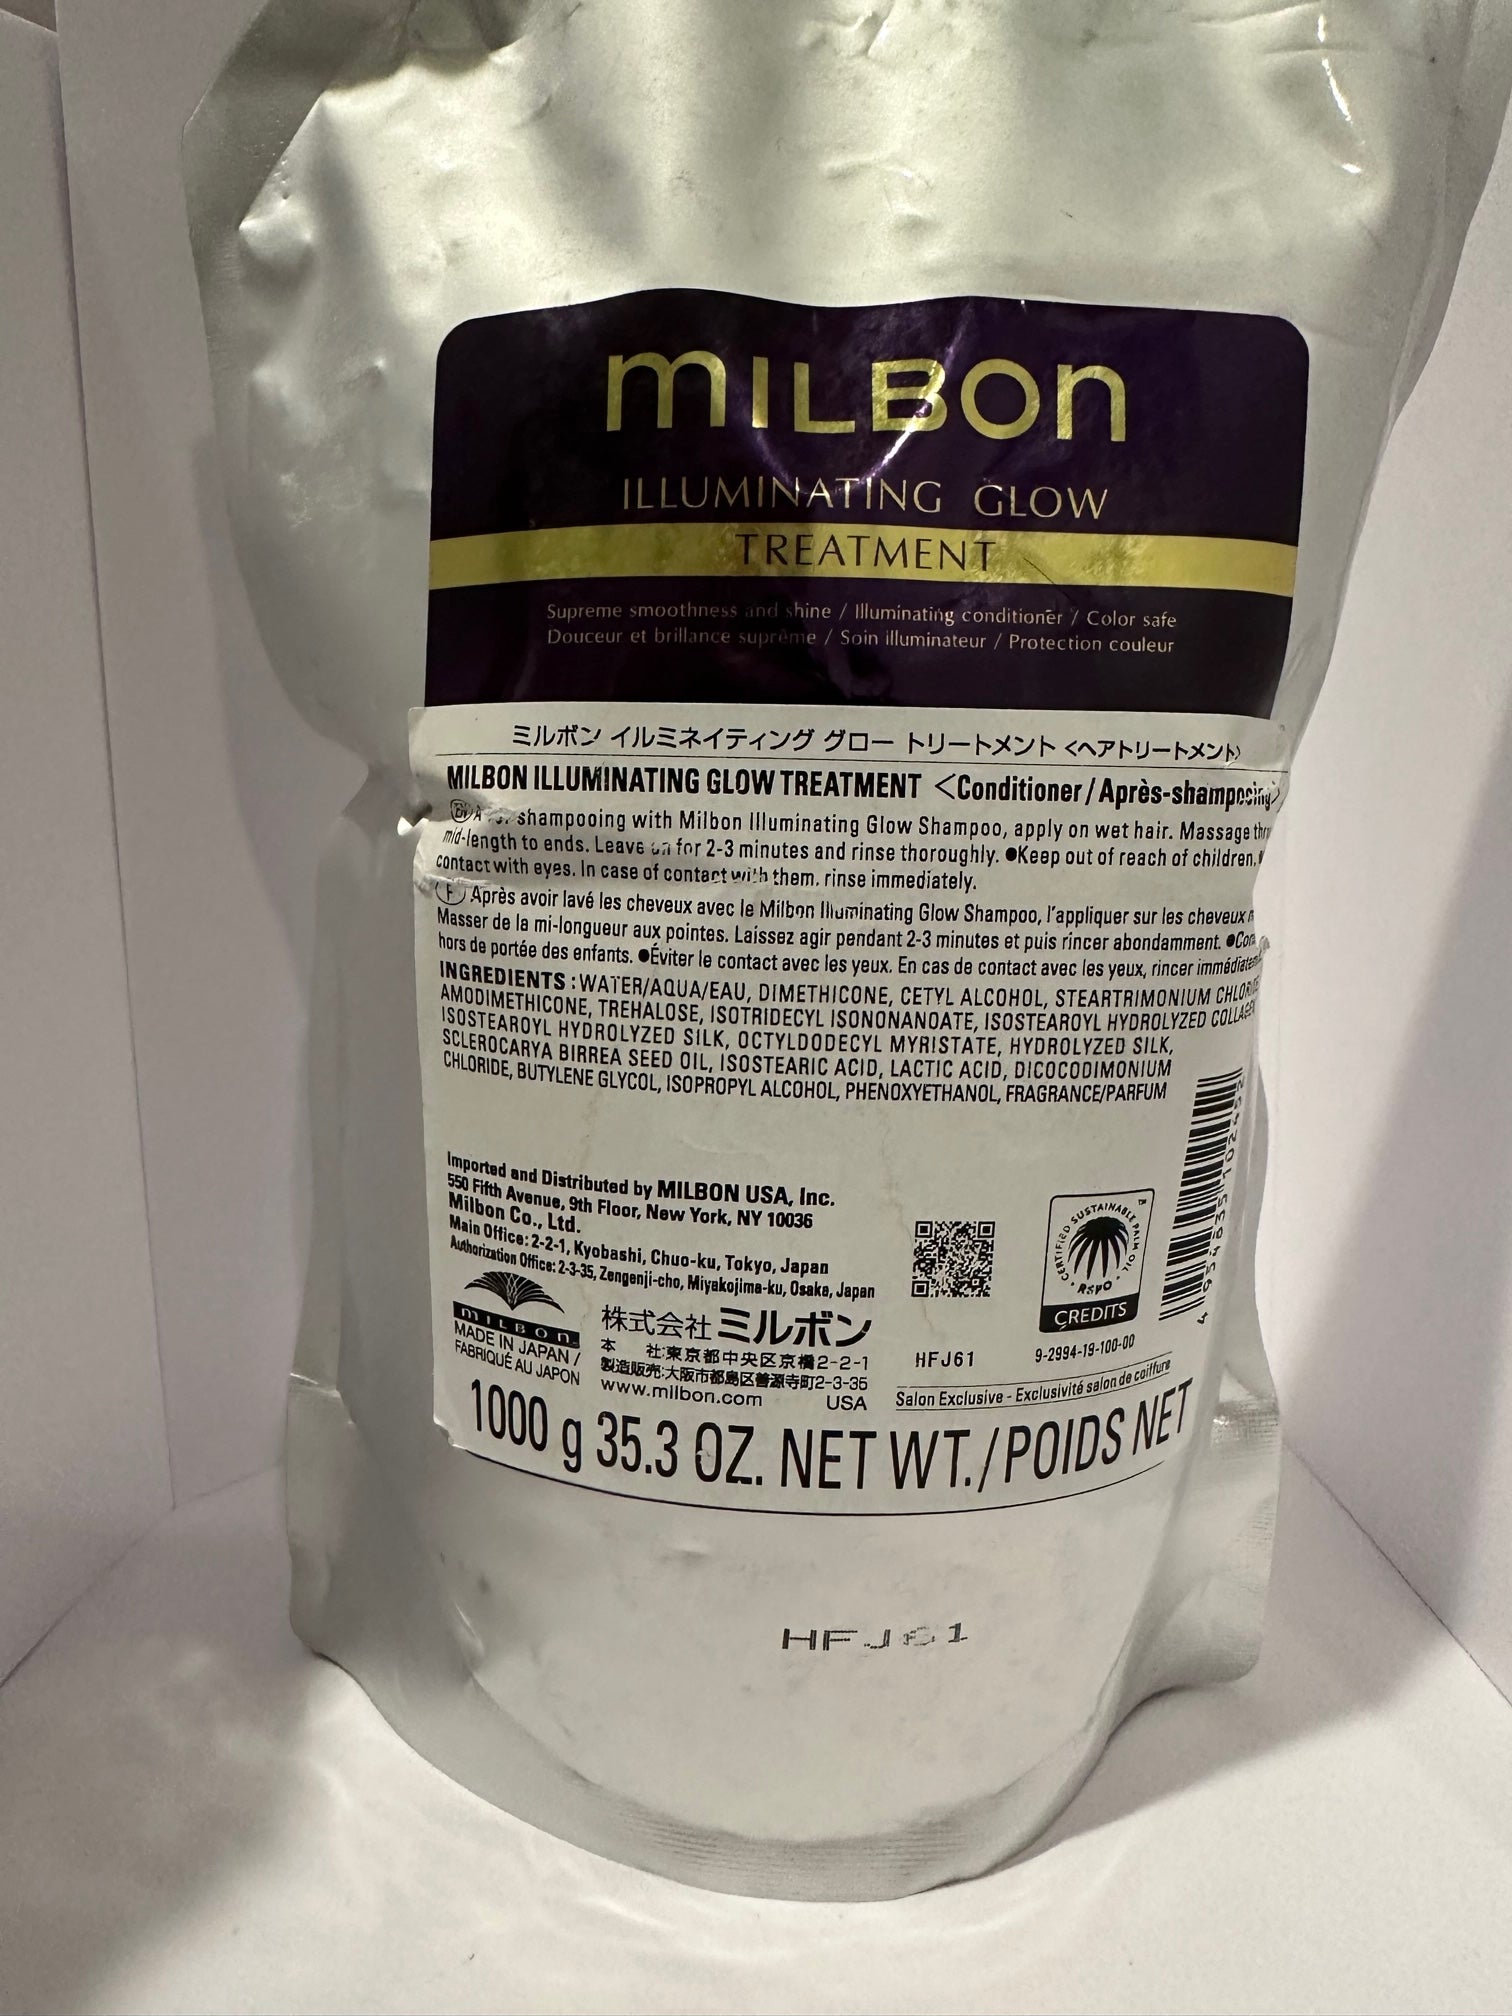 MILBON
ILLUMINATING GLOW
TREATMENT
Supreme smoothness and shine / Illuminating conditioner / Color safe
Douceur et brillance suprême / Soin illuminateur / Protection couleur
ミルボン イルミネイティング グロー トリートメント <ヘアトリートメント>
MILBON ILLUMINATING GLOW TREATMENT <Conditioner / Après-shampooing>
EN shampooing with Milbon Illuminating Glow Shampoo, apply on wet hair. Massage
mid-length to ends. Leave on for 2-3 minutes and rinse thoroughly. ●Keep out of reach of children.
contact with eyes. In case of contact with them, rinse immediately.
F Après avoir lavé les cheveux avec le Milbon Illuminating Glow Shampoo, l'appliquer sur les cheveux
Masser de la mi-longueur aux pointes. Laissez agir pendant 2-3 minutes et puis rincer abondamment. ●
hors de portée des enfants. ●Éviter le contact avec les yeux. En cas de contact avec les yeux, rincer
INGREDIENTS : WATER/AQUA/EAU, DIMETHICONE, CETYL ALCOHOL, STEARTRIMONIUM CHLORIDE,
AMODIMETHICONE, TREHALOSE, ISOTRIDECYL ISONONANOATE, ISOSTEAROYL HYDROLYZED COLLAGEN,
ISOSTEAROYL HYDROLYZED SILK, OCTYLDODECYL MYRISTATE, HYDROLYZED SILK,
SCLEROCARYA BIRREA SEED OIL, ISOSTEARIC ACID, LACTIC ACID, DICOCODIMONIUM
CHLORIDE, BUTYLENE GLYCOL, ISOPROPYL ALCOHOL, PHENOXYETHANOL, FRAGRANCE/PARFUM
Imported and Distributed by MILBON USA, Inc.
550 Fifth Avenue, 9th Floor, New York, NY 10036
Milbon Co., Ltd.
Main Office: 2-2-1, Kyobashi, Chuo-ku, Tokyo, Japan
Authorization Office: 2-3-35, Zengenji-cho, Miyakojima-ku, Osaka, Japan
MILBON
MADE IN JAPAN /
FABRIQUÉ AU JAPON
株式会社ミルボン
本 社:東京都中央区京橋2-2-1
製造販売:大阪市都島区善源寺町2-3-35
www.milbon.com USA
HFJ61
CERTIFIED SUSTAINABLE PALM OIL ™
RSPO
CREDITS
9-2994-19-100-00
Salon Exclusive - Exclusivité salon de coiffure
1000 g 35.3 OZ. NET WT./POIDS NET
HFJ61